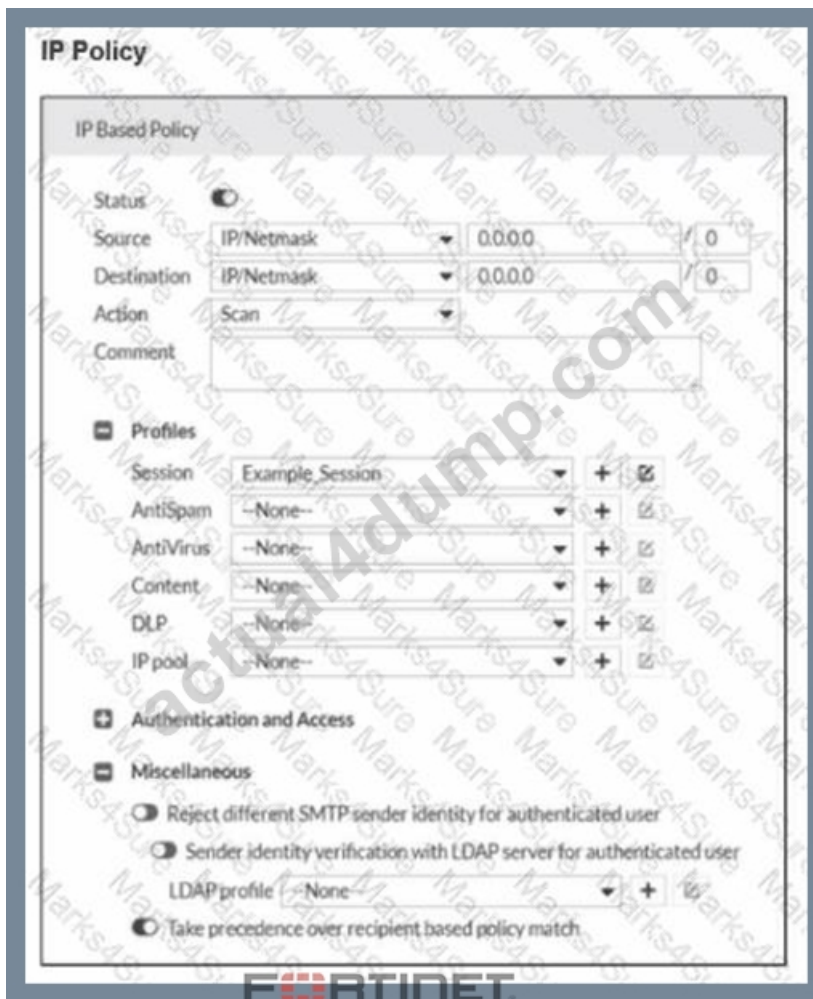 IP Policy
IP Based Policy
Status
Source IP/Netmask 0.0.0.0 / 0
Destination IP/Netmask 0.0.0.0 / 0
Action Scan
Comment
Profiles
Session Example_Session
AntiSpam --None--
AntiVirus --None--
Content --None--
DLP --None--
IP pool --None--
Authentication and Access
Miscellaneous
Reject different SMTP sender identity for authenticated user
Sender identity verification with LDAP server for authenticated user
LDAP profile --None--
Take precedence over recipient based policy match
FORTINET
actual4dump.com
Marks4Sure